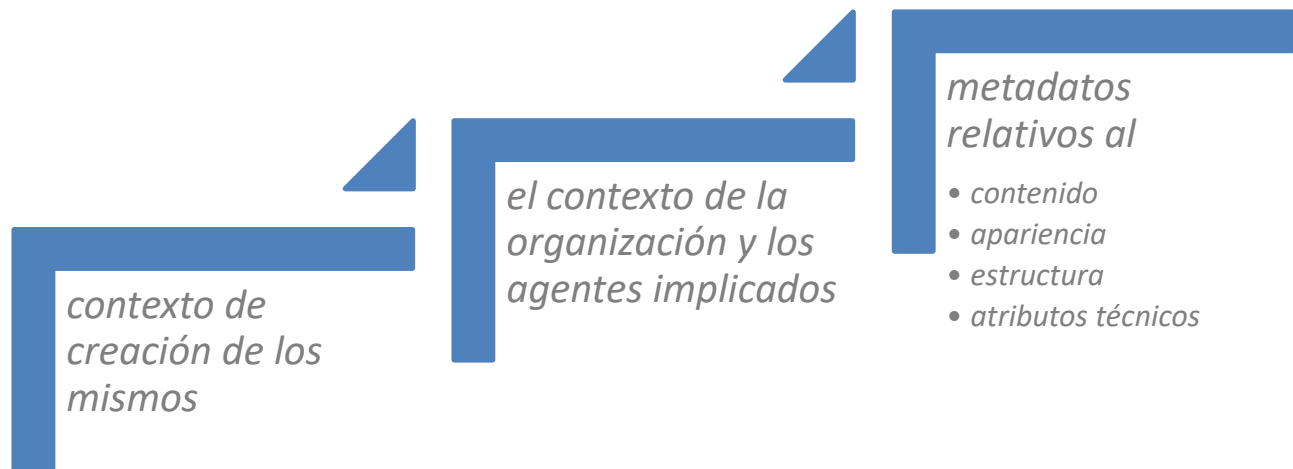 contexto de
creación de los
mismos
el contexto de la
organización y los
agentes implicados
metadatos
relativos al
• contenido
• apariencia
• estructura
• atributos técnicos